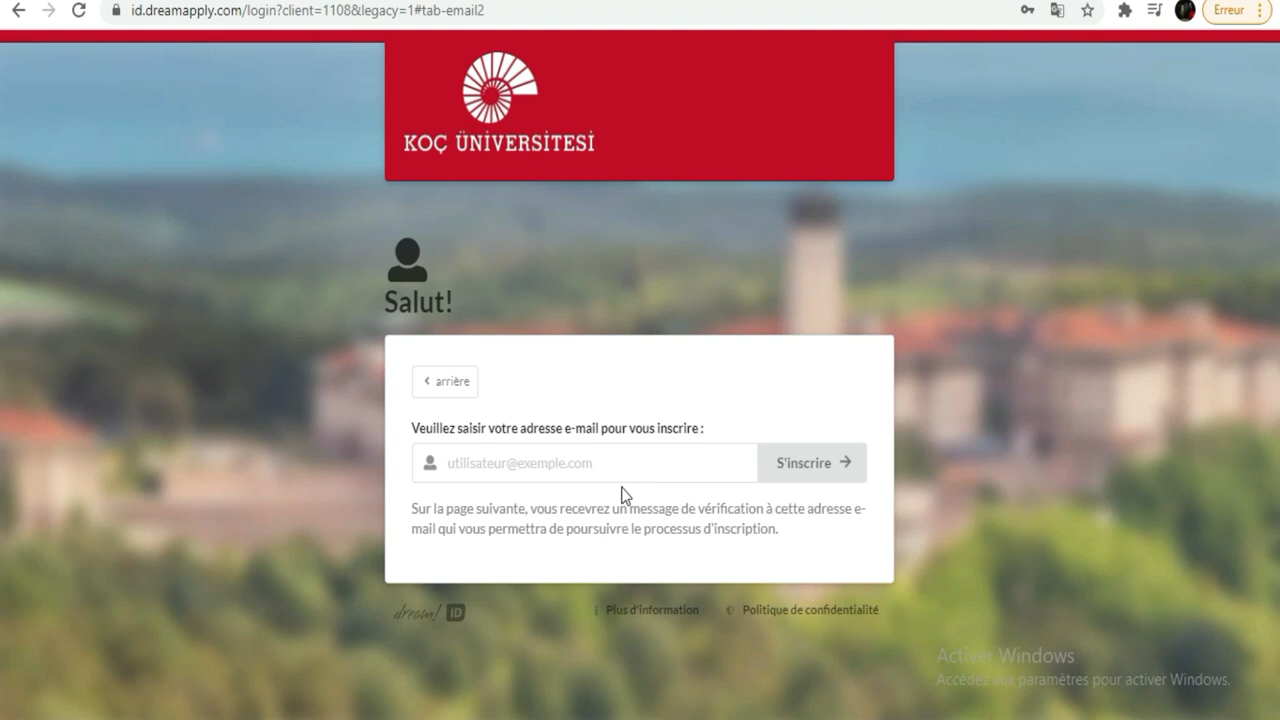 id.dreamapply.com/login?client=1108&legacy=1#tab-email2
Erreur
KOÇ ÜNİVERSİTESİ
Salut!
arrière
Veuillez saisir votre adresse e-mail pour vous inscrire :
utilisateur@exemple.com
S'inscrire
Sur la page suivante, vous recevrez un message de vérification à cette adresse e-
mail qui vous permettra de poursuivre le processus d'inscription.
dream! ID
Plus d'information
Politique de confidentialité
Activer Windows
Accédez aux paramètres pour activer Windows.